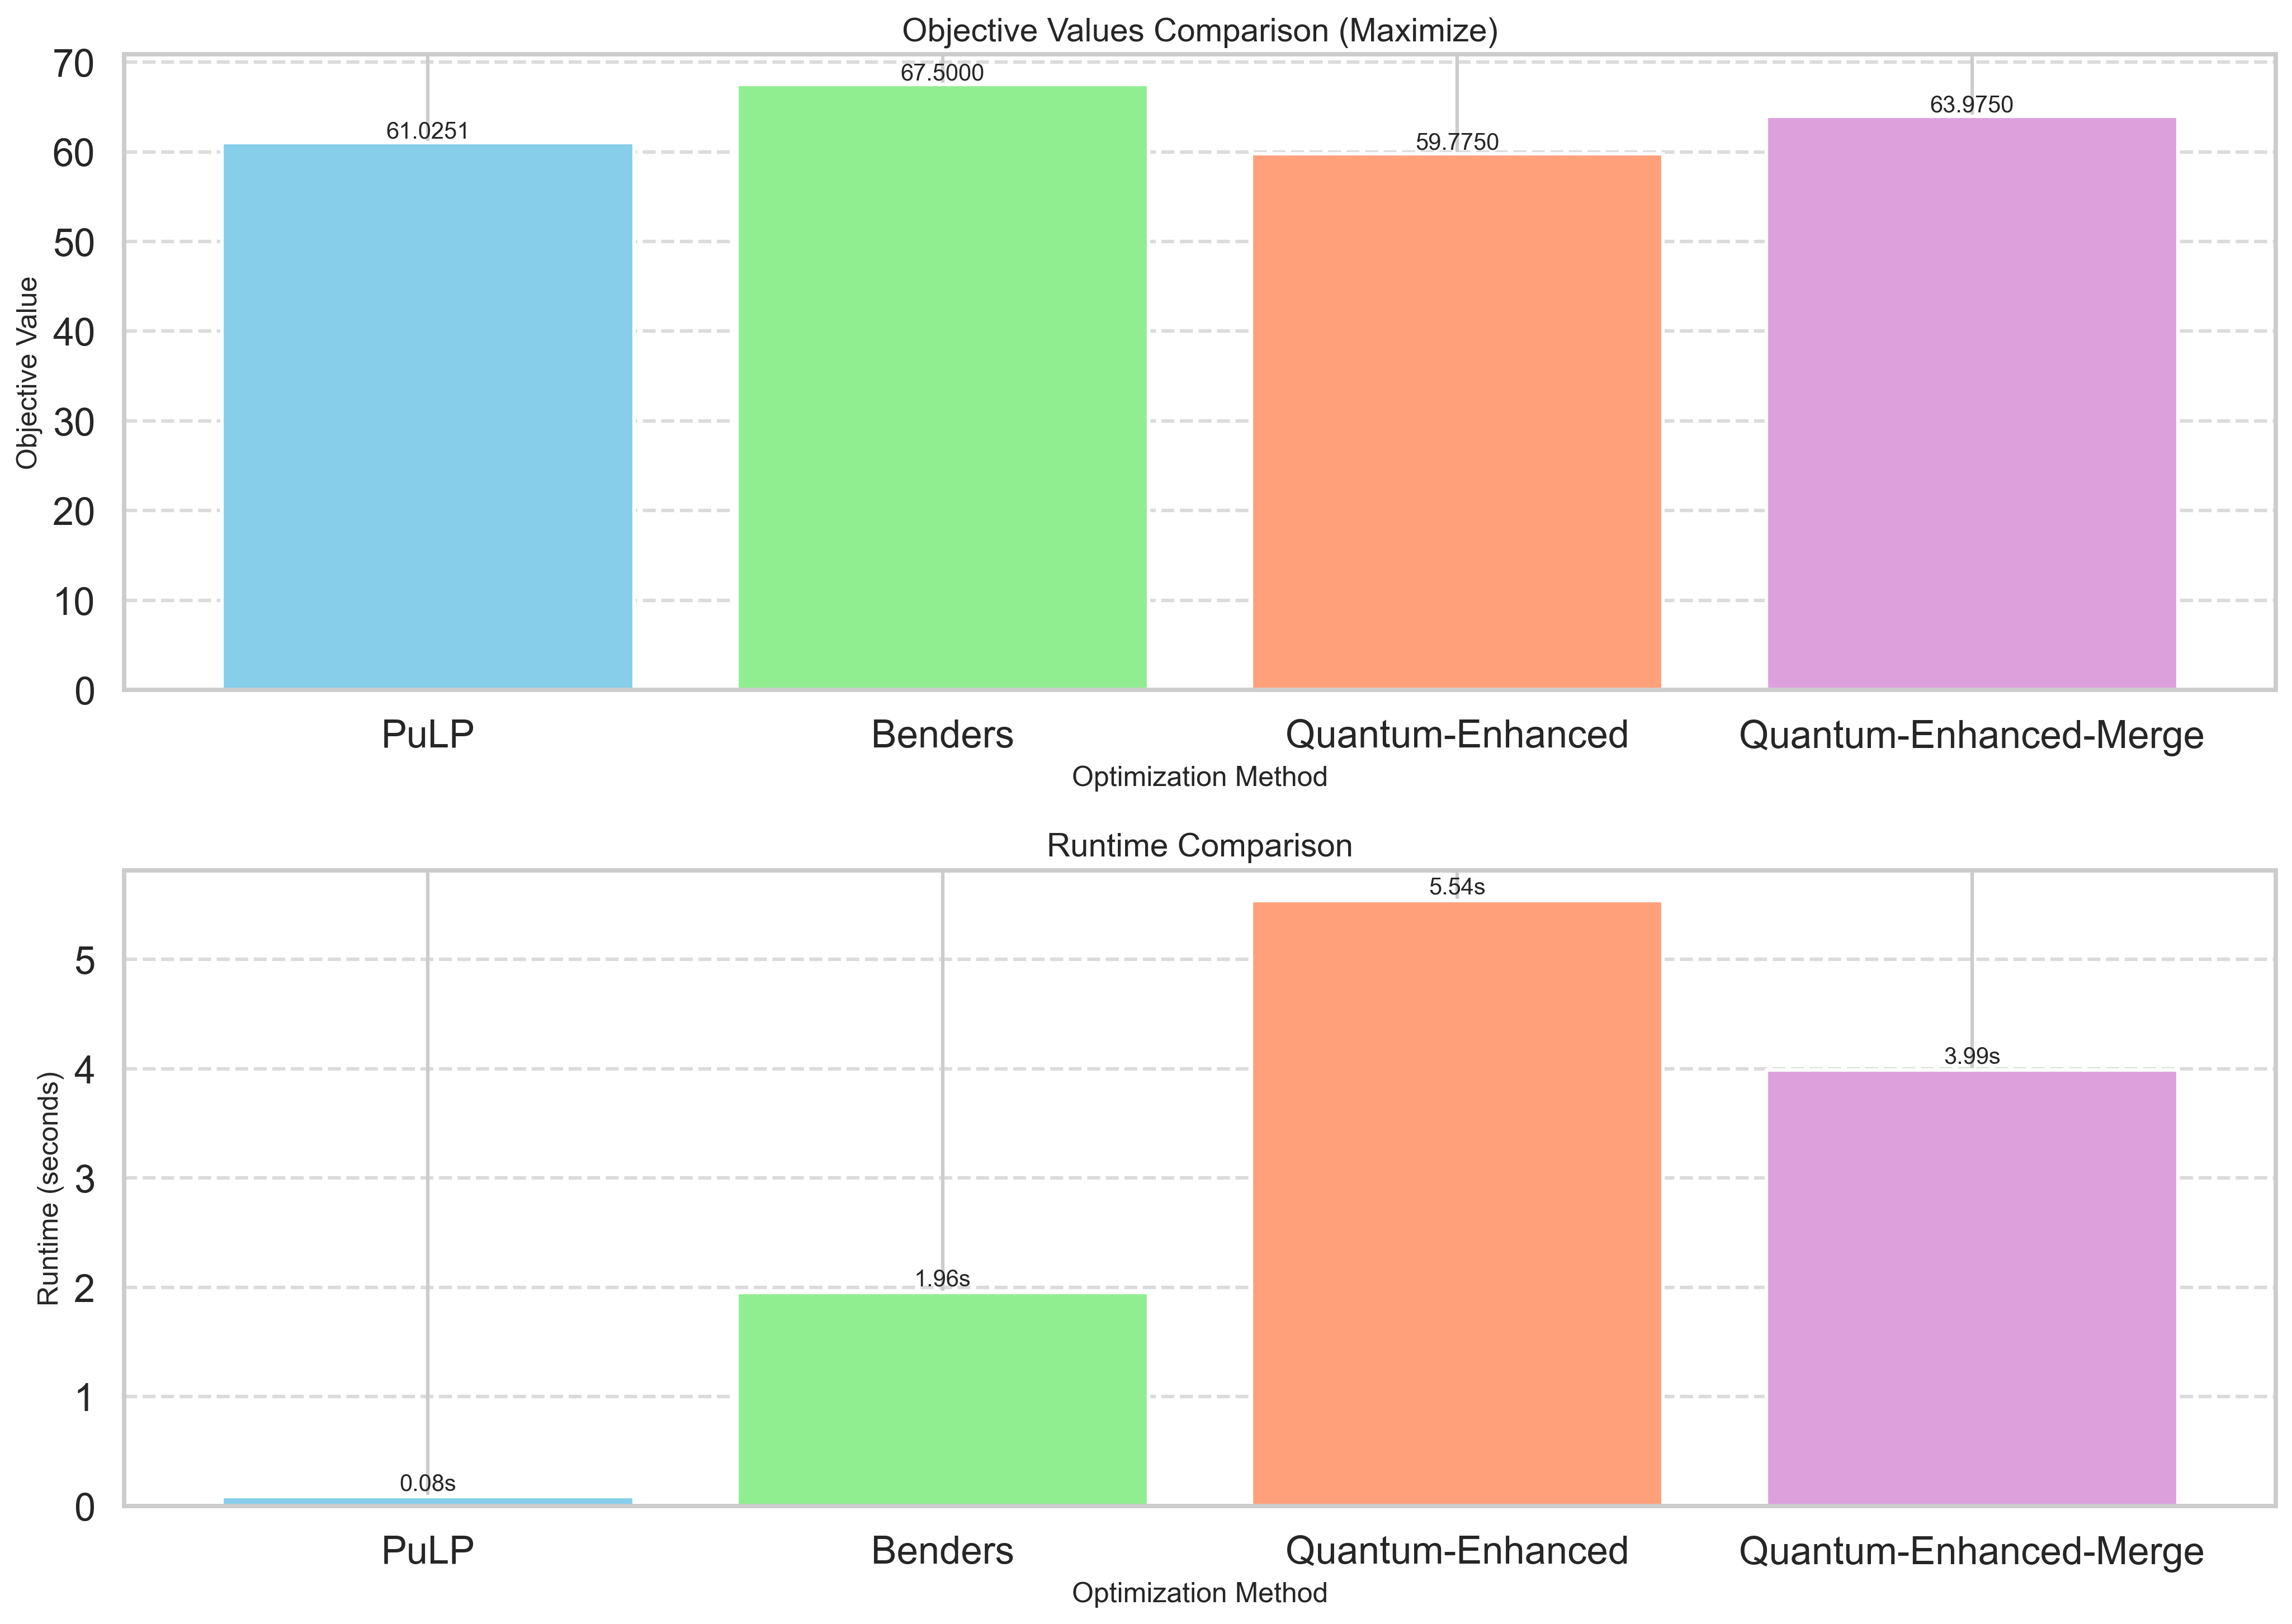 Objective Values Comparison (Maximize)
70
60
50
40
30
20
10
0
Objective Value
61.0251
67.5000
59.7750
63.9750
PuLP
Benders
Quantum-Enhanced
Quantum-Enhanced-Merge
Optimization Method
Runtime Comparison
5
4
3
2
1
0
Runtime (seconds)
0.08s
1.96s
5.54s
3.99s
PuLP
Benders
Quantum-Enhanced
Quantum-Enhanced-Merge
Optimization Method